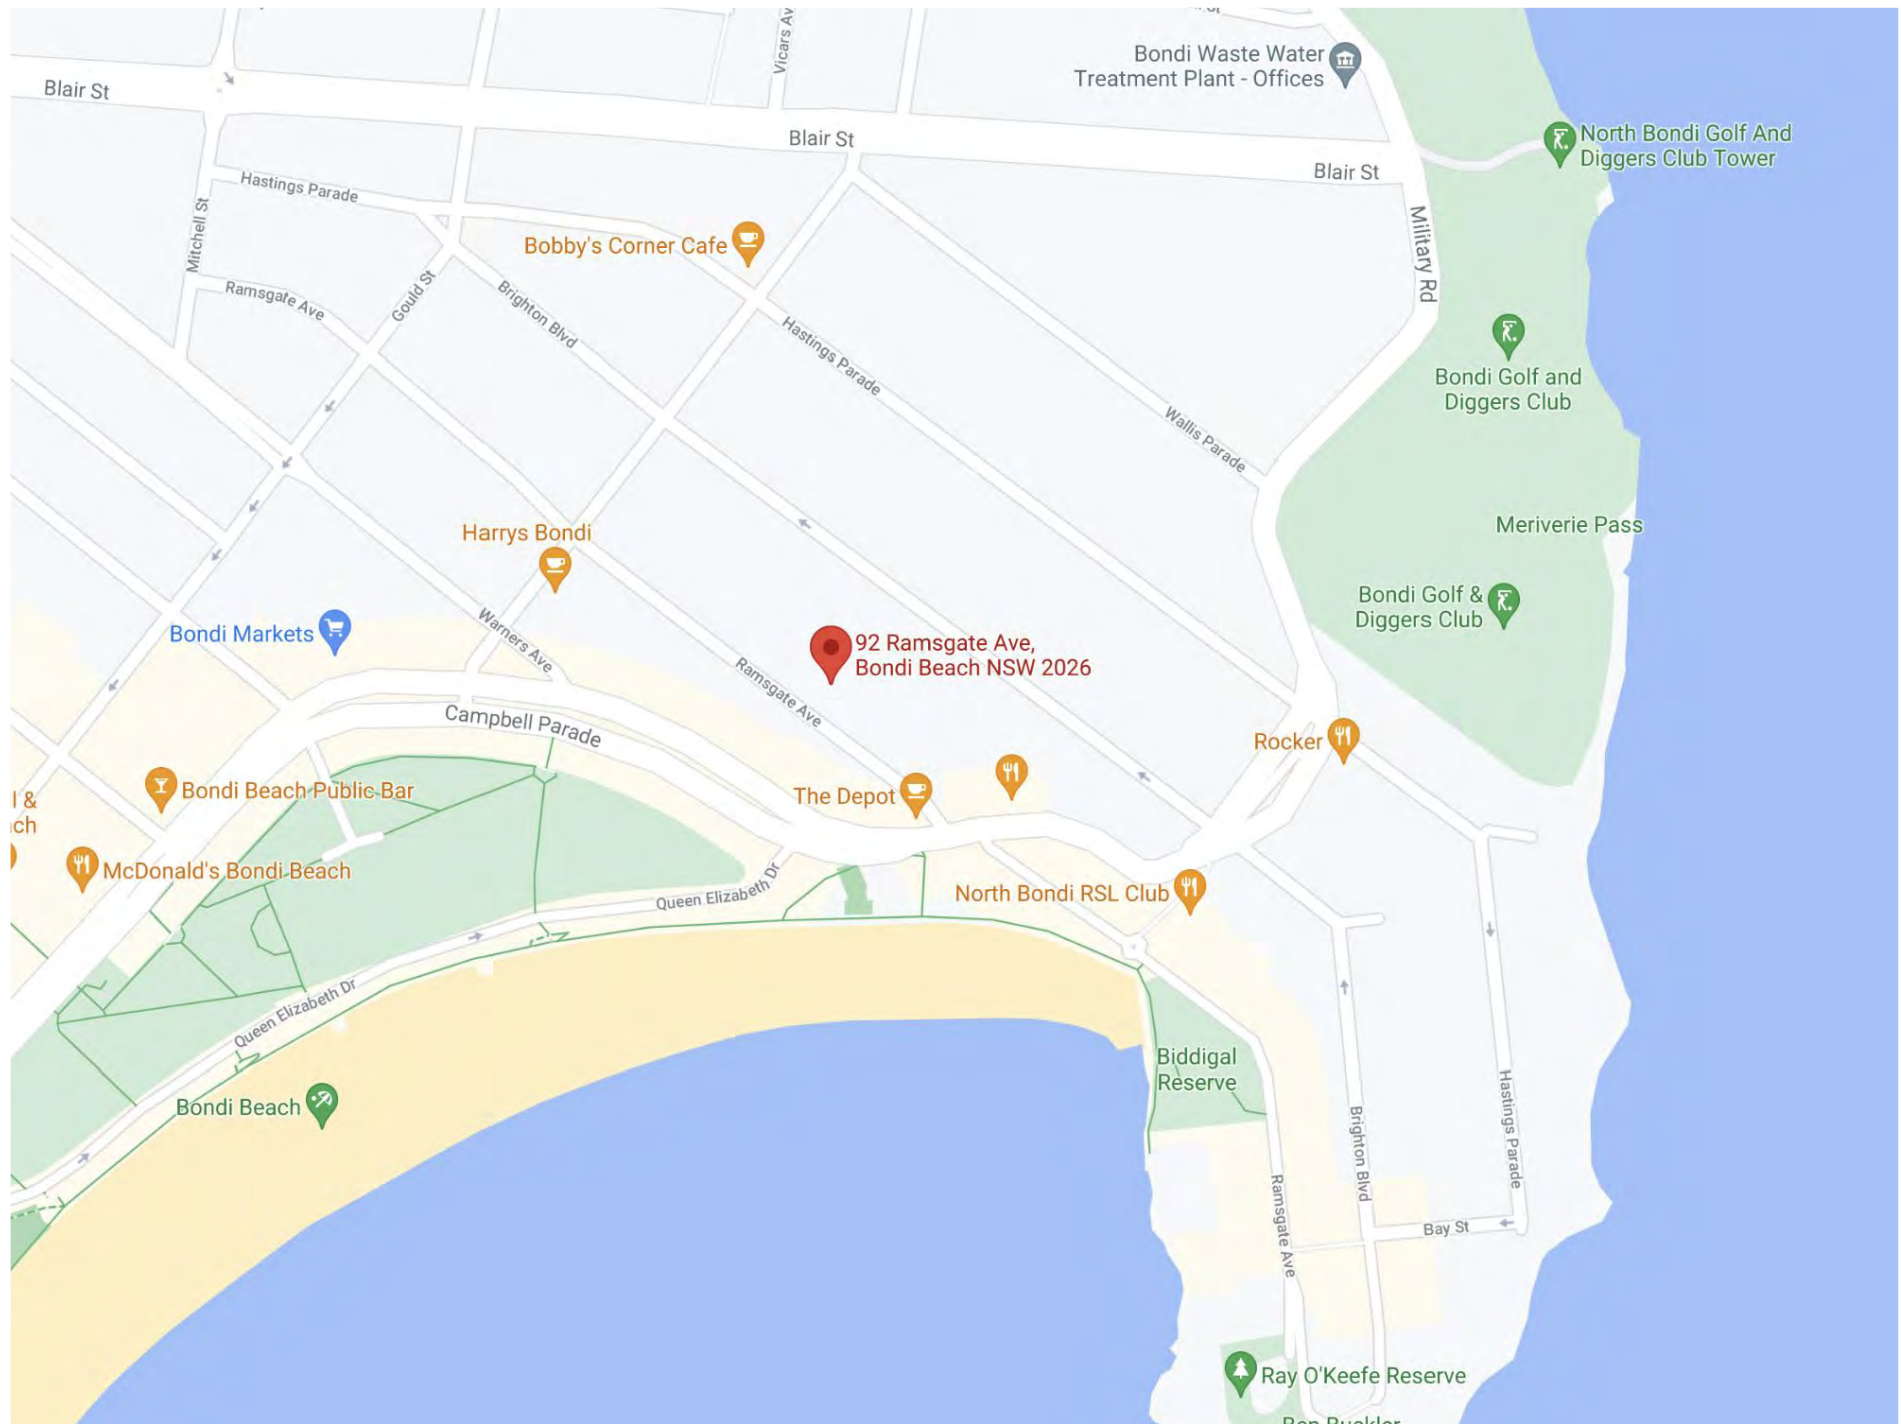 Vicars Av
Bondi Waste Water
Treatment Plant - Offices
Blair St
Blair St
Blair St
North Bondi Golf And
Diggers Club Tower
Hastings Parade
Mitchell St
Bobby's Corner Cafe
Military Rd
Ramsgate Ave
Gould St
Brighton Blvd
Hastings Parade
Bondi Golf and
Diggers Club
Wallis Parade
Harrys Bondi
Meriverie Pass
Bondi Golf &
Diggers Club
Bondi Markets
Warners Ave
92 Ramsgate Ave,
Bondi Beach NSW 2026
Ramsgate Ave
Campbell Parade
Rocker
Bondi Beach Public Bar
The Depot
l &
ch
McDonald's Bondi Beach
Queen Elizabeth Dr
North Bondi RSL Club
Queen Elizabeth Dr
Biddigal
Reserve
Bondi Beach
Hastings Parade
Brighton Blvd
Ramsgate Ave
Bay St
Ray O'Keefe Reserve